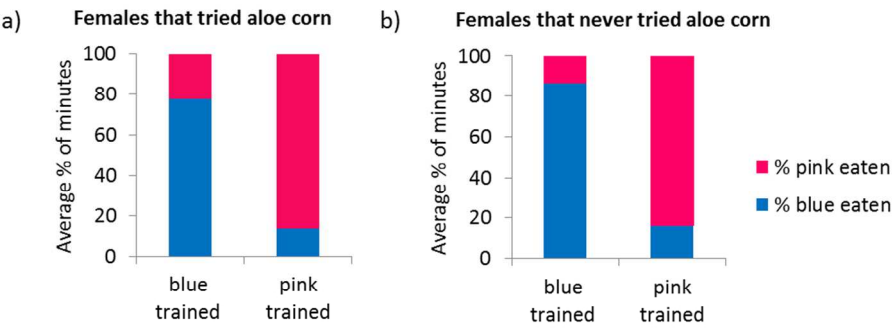 a)
Females that tried aloe corn
Average % of minutes
100
80
60
40
20
0
blue trained
pink trained
b)
Females that never tried aloe corn
Average % of minutes
100
80
60
40
20
0
blue trained
pink trained
% pink eaten
% blue eaten